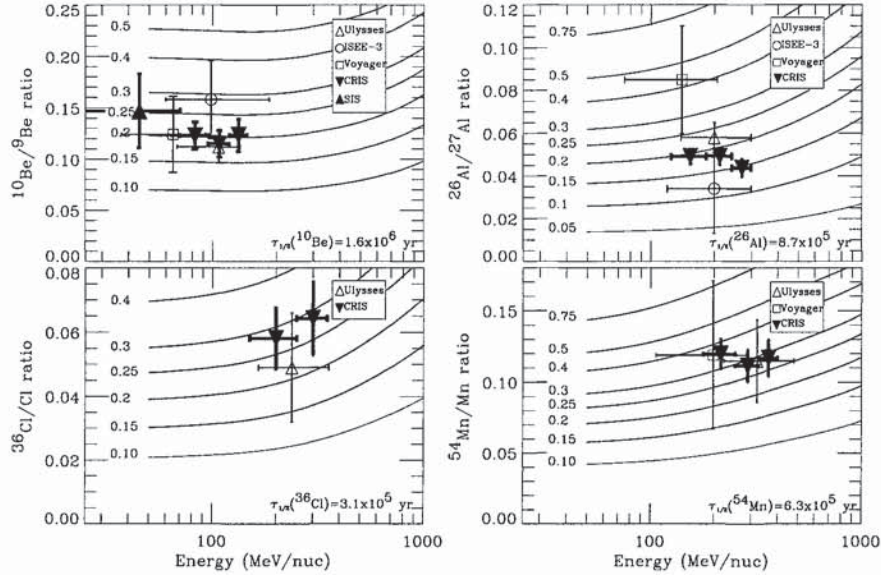 0.25
0.20
0.15
0.10
0.05
0.00
¹⁰Be/⁹Be ratio
0.5
0.4
0.3
0.25
0.2
0.15
0.10
Ulysses
ISEE-3
Voyager
CRIS
SIS
τ₁/₂(¹⁰Be)=1.6x10⁶ yr
0.12
0.10
0.08
0.06
0.04
0.02
0.00
²⁶Al/²⁷Al ratio
0.75
0.5
0.4
0.3
0.25
0.2
0.15
0.1
0.05
Ulysses
ISEE-3
Voyager
CRIS
τ₁/₂(²⁶Al)=8.7x10⁵ yr
0.08
0.06
0.04
0.02
0.00
³⁶Cl/Cl ratio
0.4
0.3
0.25
0.2
0.15
0.10
Ulysses
CRIS
τ₁/₂(³⁶Cl)=3.1x10⁵ yr
100
1000
Energy (MeV/nuc)
0.15
0.10
0.05
0.00
⁵⁴Mn/Mn ratio
0.75
0.5
0.4
0.3
0.25
0.2
0.15
0.10
Ulysses
Voyager
CRIS
τ₁/₂(⁵⁴Mn)=6.3x10⁵ yr
100
1000
Energy (MeV/nuc)